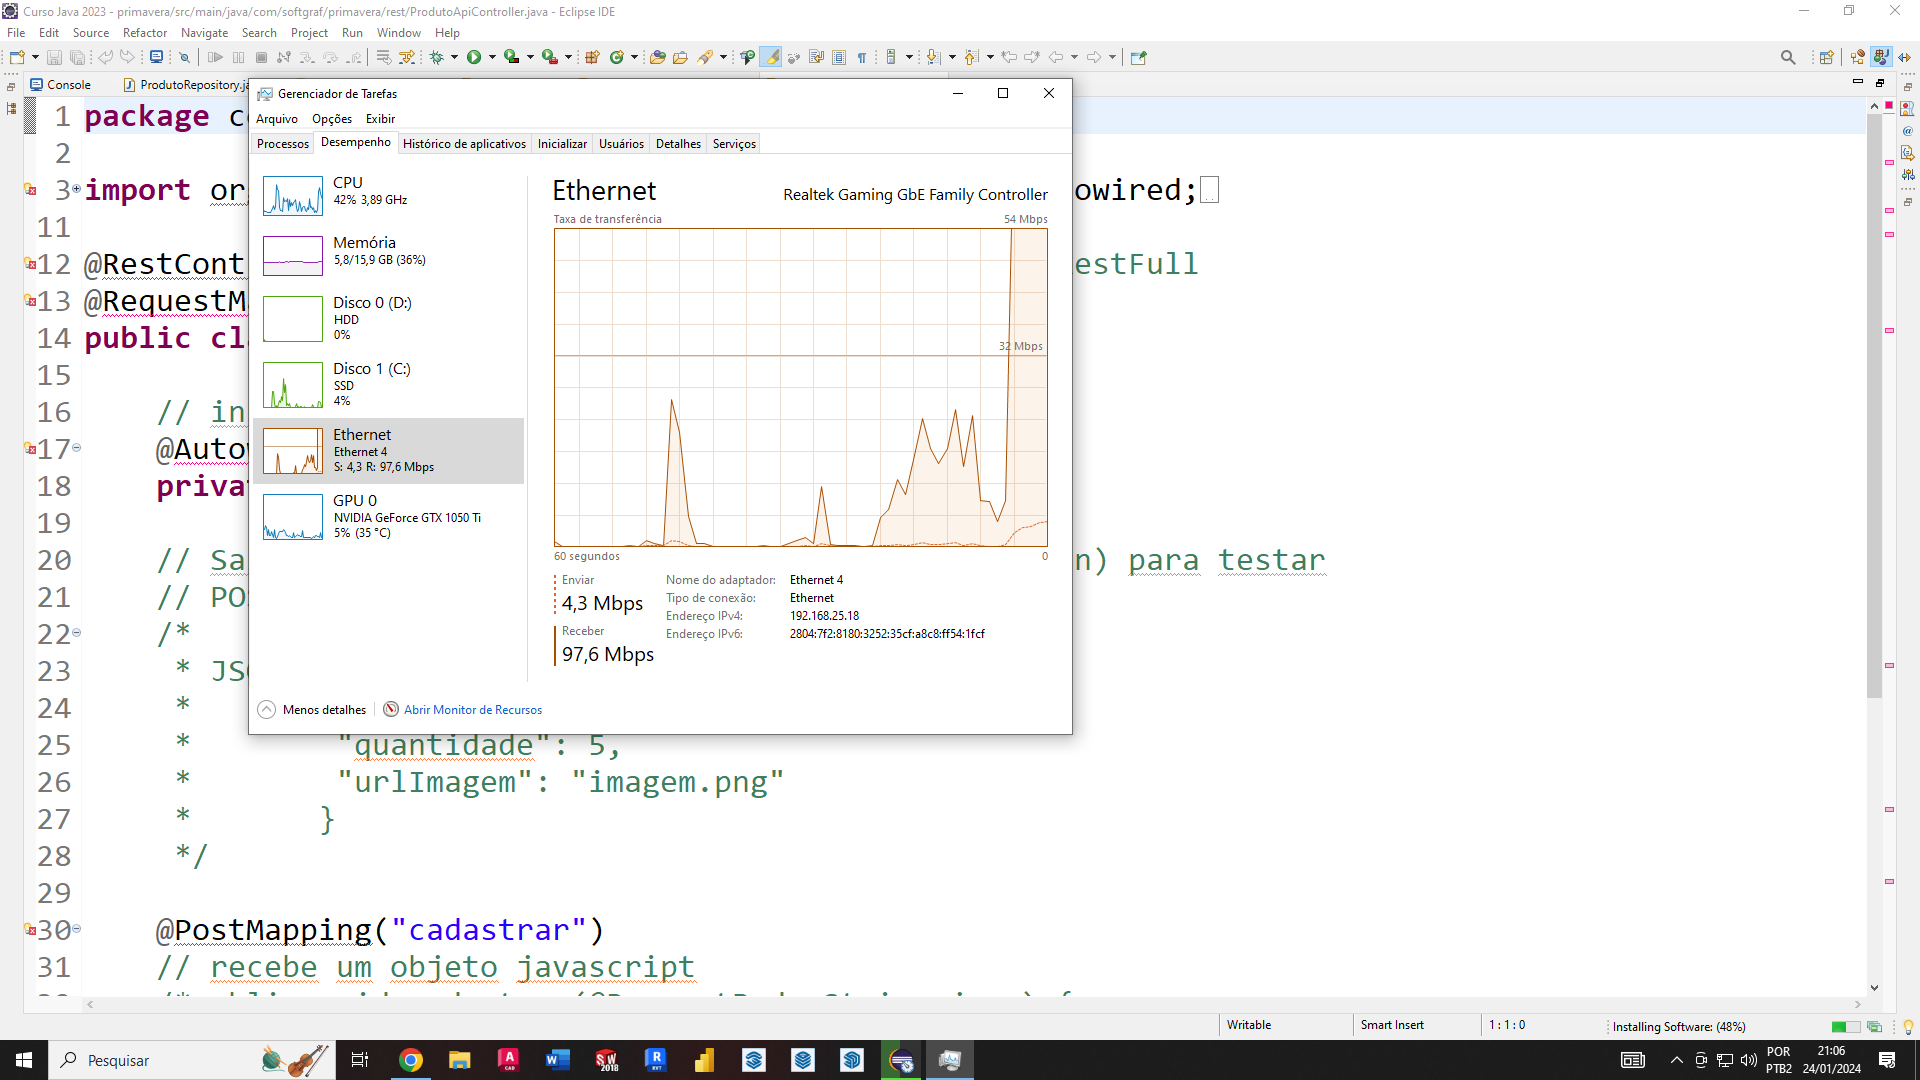 Curso Java 2023 - primavera/src/main/java/com/softgraf/primavera/rest/ProdutoApiController.java - Eclipse IDE
File Edit Source Refactor Navigate Search Project Run Window Help
Console ProdutoRepository.ja
Gerenciador de Tarefas
Arquivo Opções Exibir
Processos Desempenho Histórico de aplicativos Inicializar Usuários Detalhes Serviços
CPU
42% 3,89 GHz
Memória
5,8/15,9 GB (36%)
Disco 0 (D:)
HDD
0%
Disco 1 (C:)
SSD
4%
Ethernet
Ethernet 4
S: 4,3 R: 97,6 Mbps
GPU 0
NVIDIA GeForce GTX 1050 Ti
5% (35 °C)
Ethernet Realtek Gaming GbE Family Controller
Taxa de transferência 54 Mbps
32 Mbps
60 segundos 0
Enviar
4,3 Mbps
Receber
97,6 Mbps
Nome do adaptador: Ethernet 4
Tipo de conexão: Ethernet
Endereço IPv4: 192.168.25.18
Endereço IPv6: 2804:7f2:8180:3252:35cf:a8c8:ff54:1fcf
Menos detalhes Abrir Monitor de Recursos
1 package c
2
3 import or owired;
11
12 @RestCont estFull
13 @RequestM
14 public cl
15
16 // in
17 @Auto
18 priva
19
20 // Sa n) para testar
21 // PO
22 /*
23 * JS
24 *
25 * "quantidade": 5,
26 * "urlImagem": "imagem.png"
27 * }
28 */
29
30 @PostMapping("cadastrar")
31 // recebe um objeto javascript
Writable Smart Insert 1 : 1 : 0 Installing Software: (48%)
Pesquisar
POR
PTB2
21:06
24/01/2024